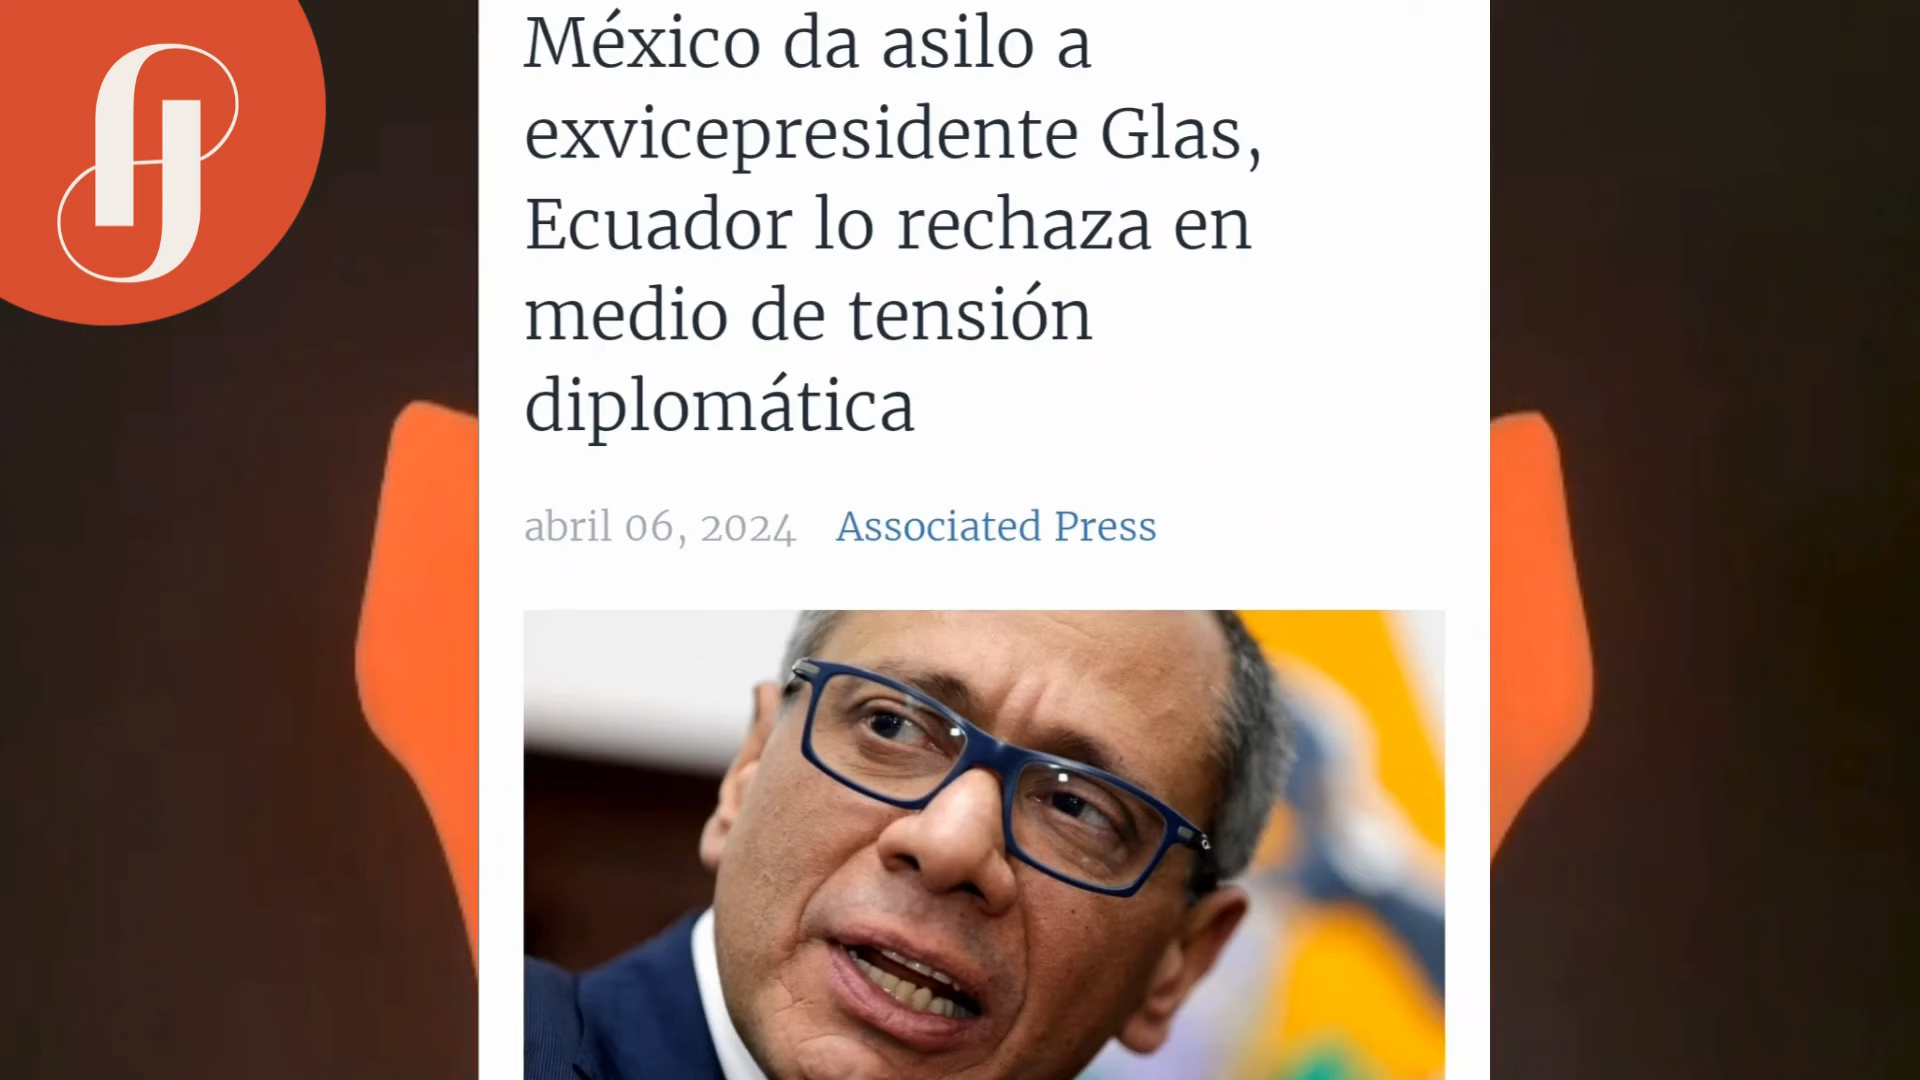 México da asilo a
exvicepresidente Glas,
Ecuador lo rechaza en
medio de tensión
diplomática
abril 06, 2024 Associated Press